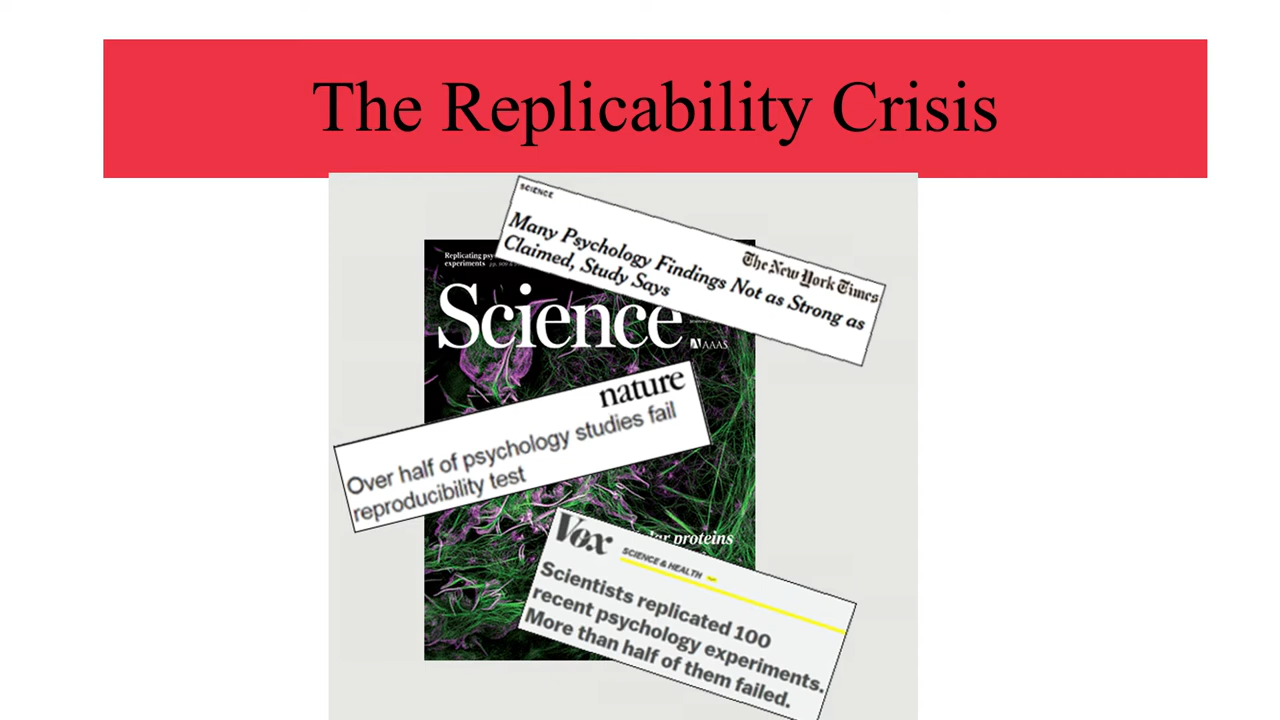 The Replicability Crisis
SCIENCE
Many Psychology Findings Not as Strong as
Claimed, Study Says
The New York Times
Replicating
experiments
Science
AAAS
nature
Over half of psychology studies fail
reproducibility test
proteins
Vox
SCIENCE & HEALTH
Scientists replicated 100
recent psychology experiments.
More than half of them failed.